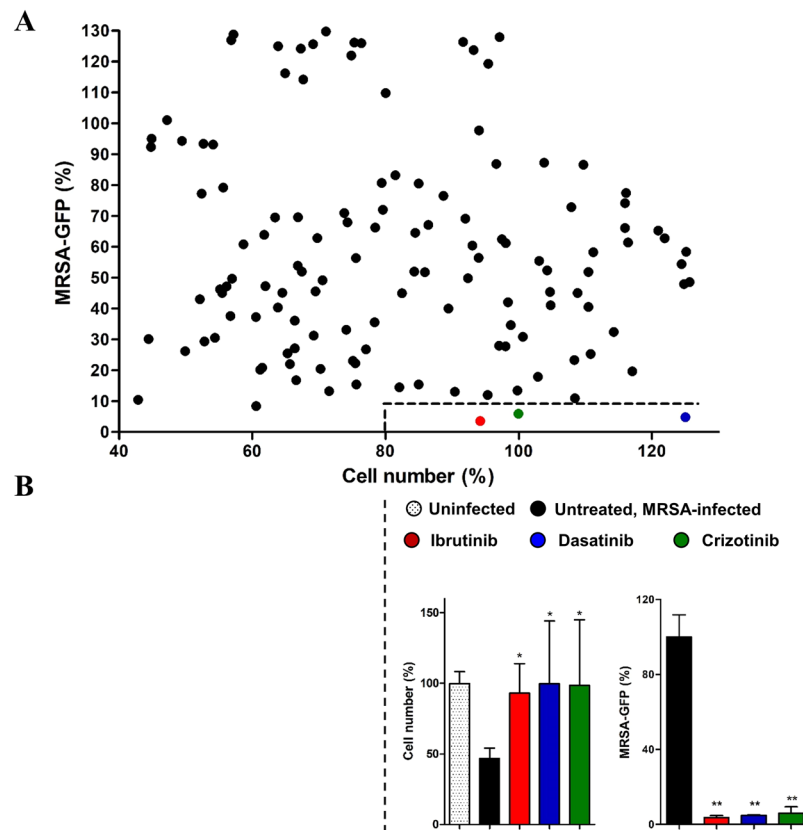 A
MRSA-GFP (%)
130
120
110
100
90
80
70
60
50
40
30
20
10
0
40 60 80 100 120
Cell number (%)
B
Uninfected Untreated, MRSA-infected
Ibrutinib Dasatinib Crizotinib
Cell number (%)
150
100
50
0
* * *
MRSA-GFP (%)
120
80
40
0
** ** **